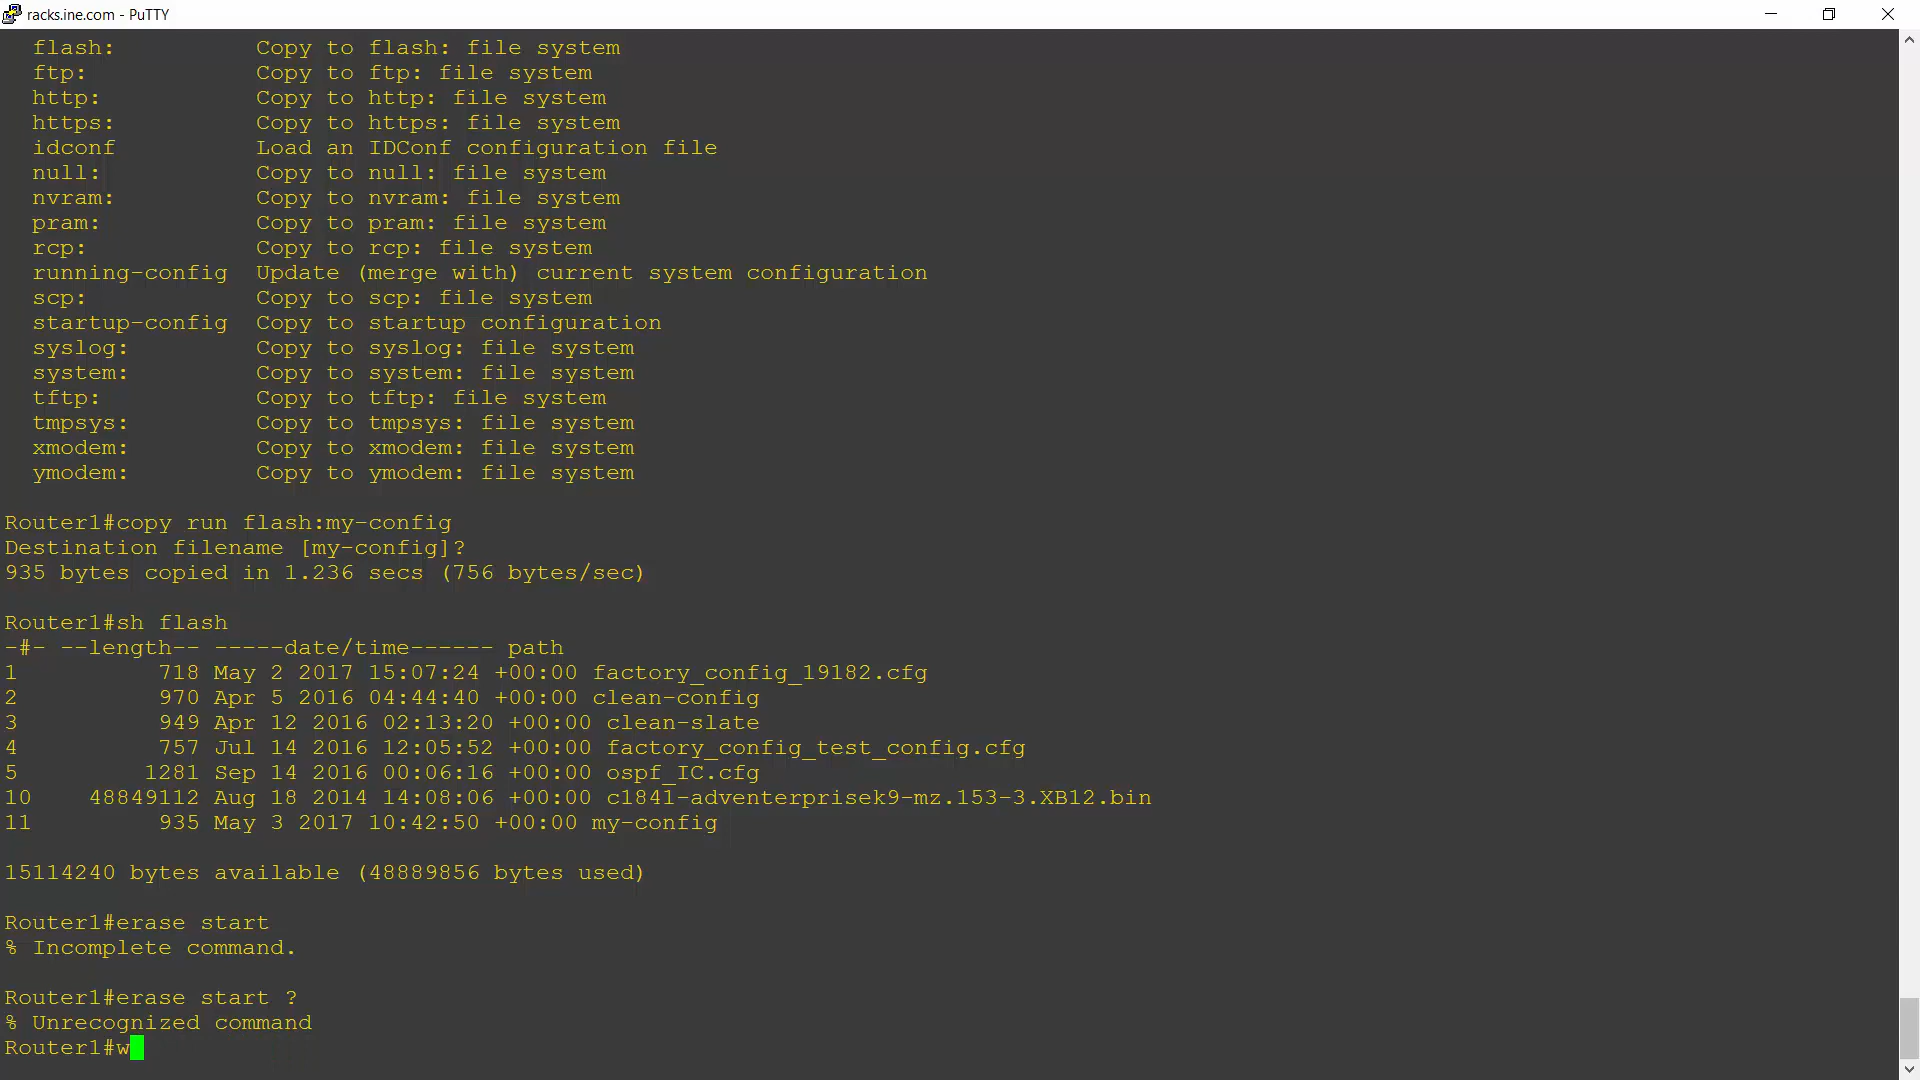 racks.ine.com - PuTTY
flash: Copy to flash: file system
ftp: Copy to ftp: file system
http: Copy to http: file system
https: Copy to https: file system
idconf Load an IDConf configuration file
null: Copy to null: file system
nvram: Copy to nvram: file system
pram: Copy to pram: file system
rcp: Copy to rcp: file system
running-config Update (merge with) current system configuration
scp: Copy to scp: file system
startup-config Copy to startup configuration
syslog: Copy to syslog: file system
system: Copy to system: file system
tftp: Copy to tftp: file system
tmpsys: Copy to tmpsys: file system
xmodem: Copy to xmodem: file system
ymodem: Copy to ymodem: file system
Router1#copy run flash:my-config
Destination filename [my-config]?
935 bytes copied in 1.236 secs (756 bytes/sec)
Router1#sh flash
-#- --length-- -----date/time------ path
1 718 May 2 2017 15:07:24 +00:00 factory_config_19182.cfg
2 970 Apr 5 2016 04:44:40 +00:00 clean-config
3 949 Apr 12 2016 02:13:20 +00:00 clean-slate
4 757 Jul 14 2016 12:05:52 +00:00 factory_config_test_config.cfg
5 1281 Sep 14 2016 00:06:16 +00:00 ospf_IC.cfg
10 48849112 Aug 18 2014 14:08:06 +00:00 c1841-adventerprisek9-mz.153-3.XB12.bin
11 935 May 3 2017 10:42:50 +00:00 my-config
15114240 bytes available (48889856 bytes used)
Router1#erase start
% Incomplete command.
Router1#erase start ?
% Unrecognized command
Router1#w